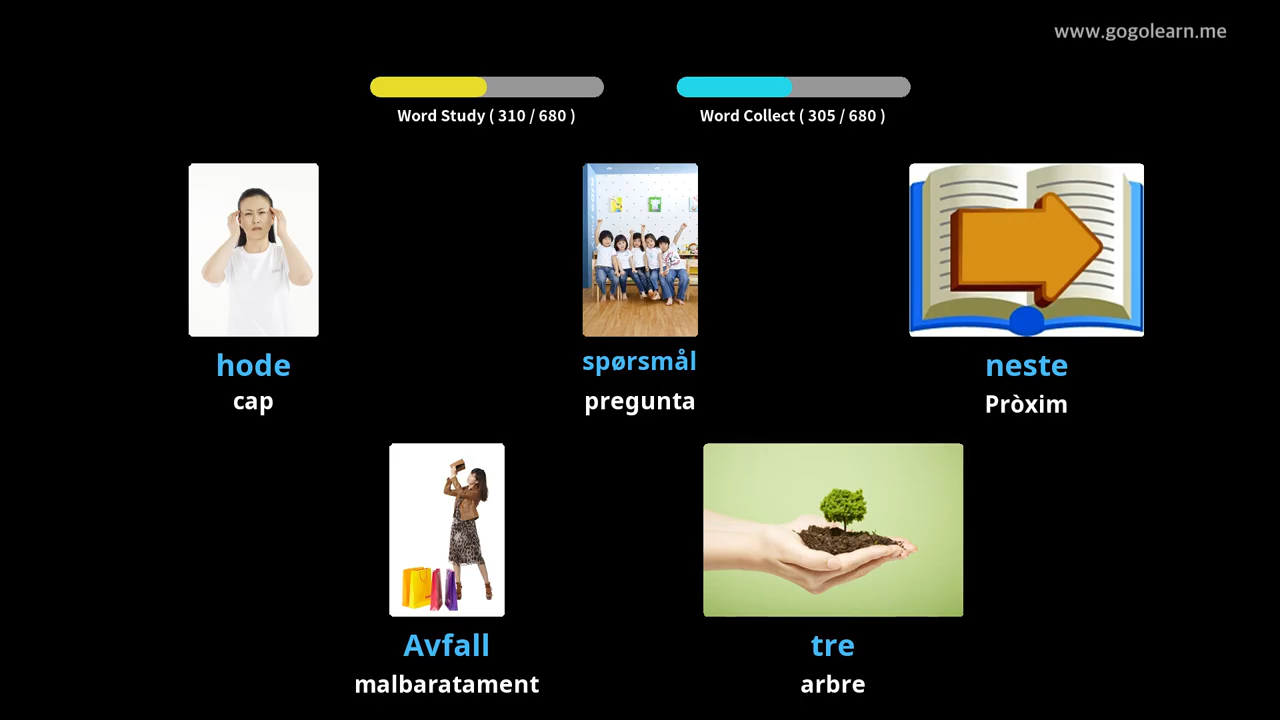 www.gogolearn.me
Word Study ( 310 / 680 )
Word Collect ( 305 / 680 )
hode
cap
spørsmål
pregunta
neste
Pròxim
Avfall
malbaratament
tre
arbre